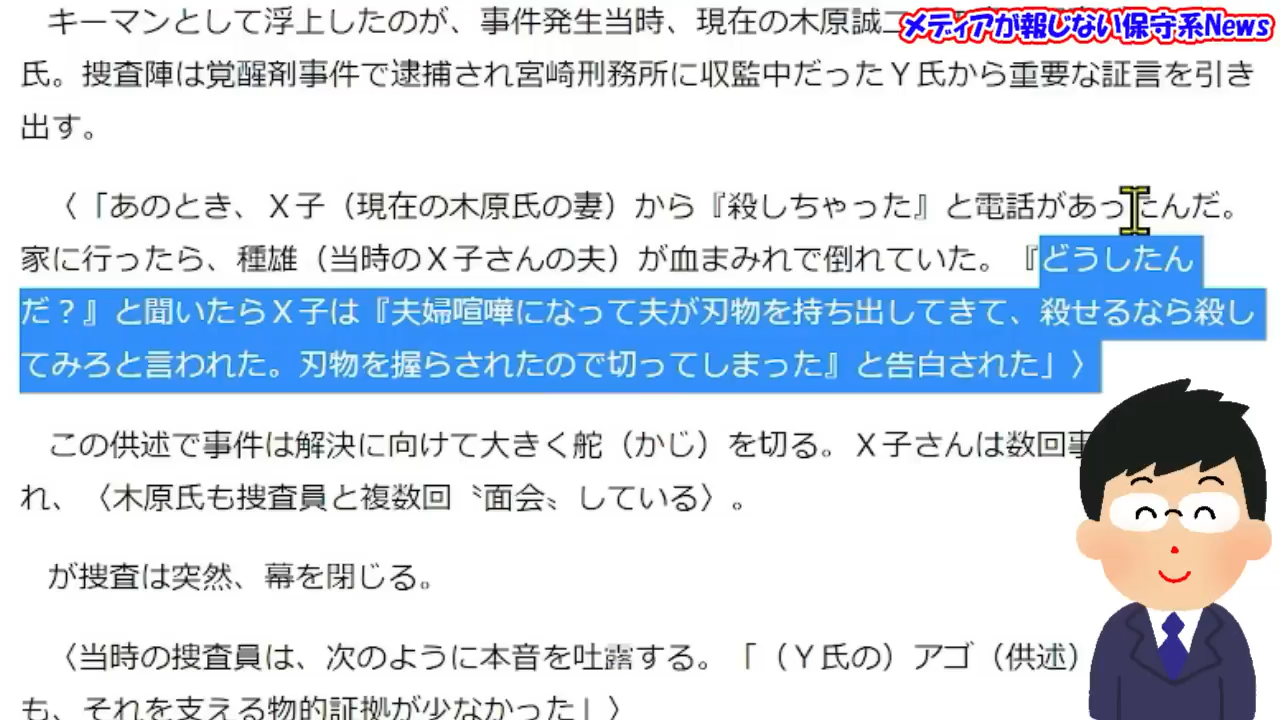 キーマンとして浮上したのが、事件発生当時、現在の木原誠二
メディアが報じない保守系News
氏。捜査陣は覚醒剤事件で逮捕され宮崎刑務所に収監中だったＹ氏から重要な証言を引き
出す。
〈「あのとき、Ｘ子（現在の木原氏の妻）から『殺しちゃった』と電話があったんだ。
家に行ったら、種雄（当時のＸ子さんの夫）が血まみれで倒れていた。『どうしたん
だ？』と聞いたらＸ子は『夫婦喧嘩になって夫が刃物を持ち出してきて、殺せるなら殺し
てみろと言われた。刃物を握らされたので切ってしまった』と告白された」〉
この供述で事件は解決に向けて大きく舵（かじ）を切る。Ｘ子さんは数回事
れ、〈木原氏も捜査員と複数回〝面会〟している〉。
が捜査は突然、幕を閉じる。
〈当時の捜査員は、次のように本音を吐露する。「（Ｙ氏の）アゴ（供述）
も、それを支える物的証拠が少なかった」〉